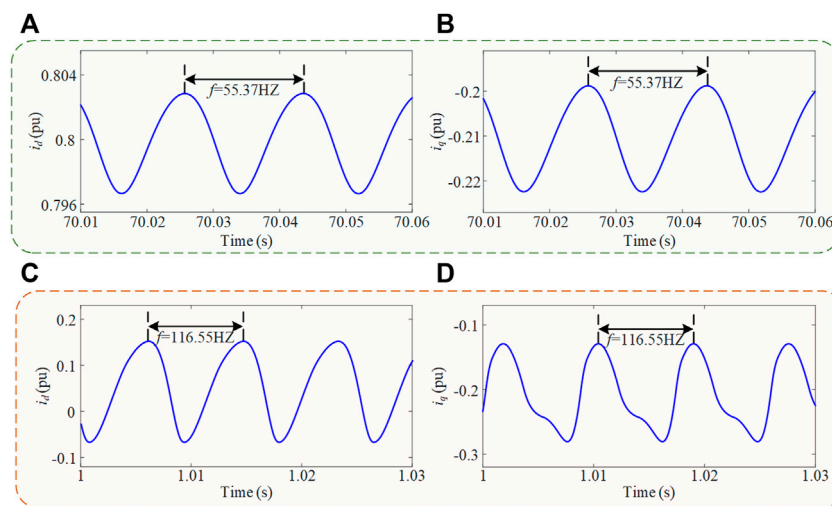 A
B
0.804
0.8
0.796
i_d (pu)
f=55.37HZ
70.01 70.02 70.03 70.04 70.05 70.06
Time (s)
-0.2
-0.21
-0.22
i_q (pu)
f=55.37HZ
70.01 70.02 70.03 70.04 70.05 70.06
Time (s)
C
D
0.2
0.1
0
-0.1
i_d (pu)
f=116.55HZ
1 1.01 1.02 1.03
Time (s)
-0.1
-0.2
-0.3
i_q (pu)
f=116.55HZ
1 1.01 1.02 1.03
Time (s)